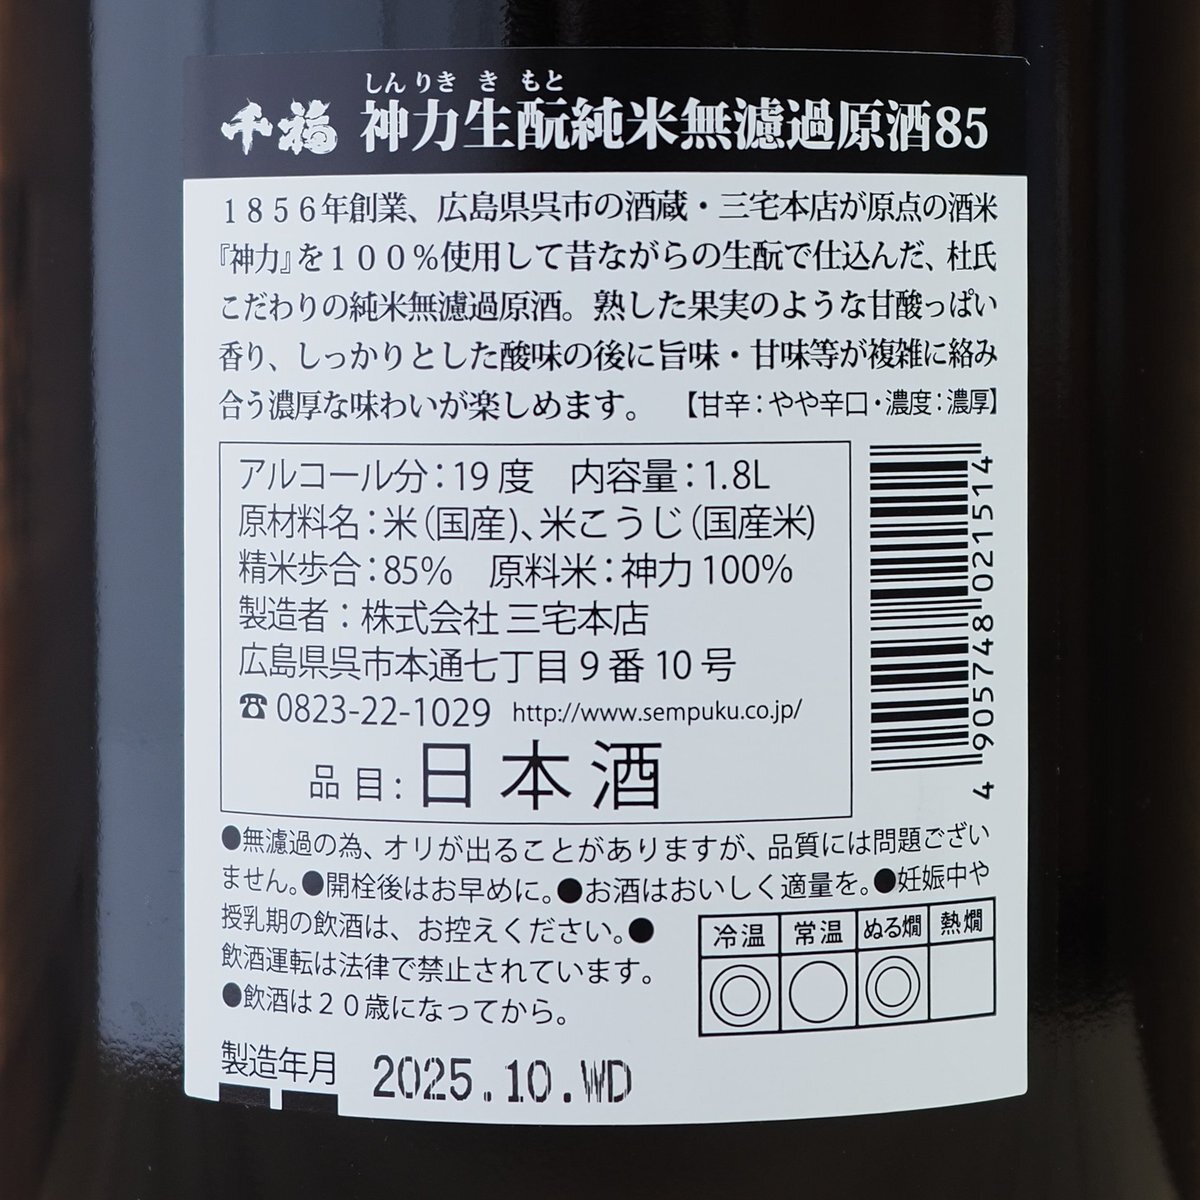 しんりき きもと
千福 神力生酛純米無濾過原酒85
1856年創業、広島県呉市の酒蔵・三宅本店が原点の酒米
『神力』を100%使用して昔ながらの生酛で仕込んだ、杜氏
こだわりの純米無濾過原酒。熟した果実のような甘酸っぱい
香り、しっかりとした酸味の後に旨味・甘味等が複雑に絡み
合う濃厚な味わいが楽しめます。 【甘辛:やや辛口・濃度:濃厚】
アルコール分:19度 内容量:1.8L
原材料名:米(国産)、米こうじ(国産米)
精米歩合:85% 原料米:神力100%
製造者:株式会社 三宅本店
広島県呉市本通七丁目9番10号
☎0823-22-1029 http://www.sempuku.co.jp/
品目:日本酒
4 905748 021514
●無濾過の為、オリが出ることがありますが、品質には問題ござい
ません。●開栓後はお早めに。●お酒はおいしく適量を。●妊娠中や
授乳期の飲酒は、お控えください。●
飲酒運転は法律で禁止されています。
●飲酒は20歳になってから。
冷温 常温 ぬる燗 熱燗
◎ ○ ◎
製造年月 2025.10.WD